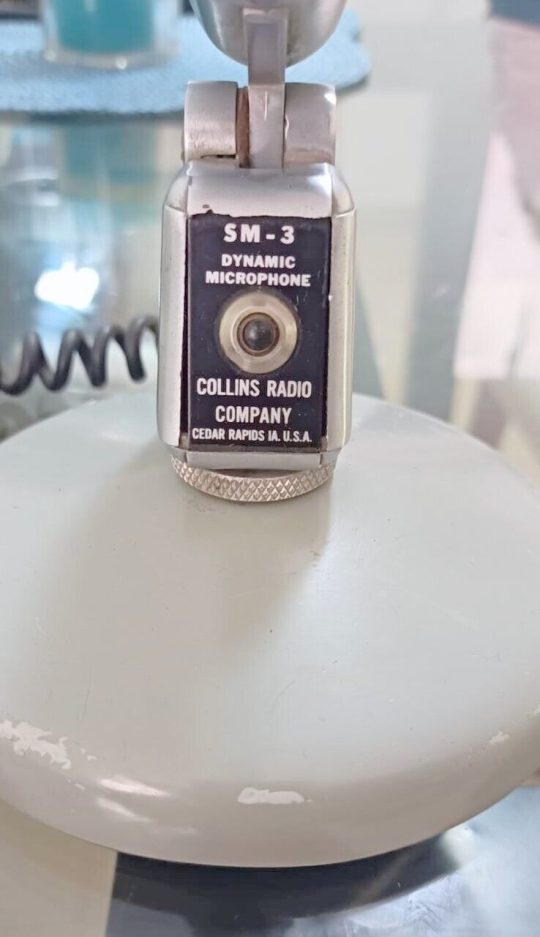 SM-3
DYNAMIC
MICROPHONE
COLLINS RADIO
COMPANY
CEDAR RAPIDS IA. U.S.A.